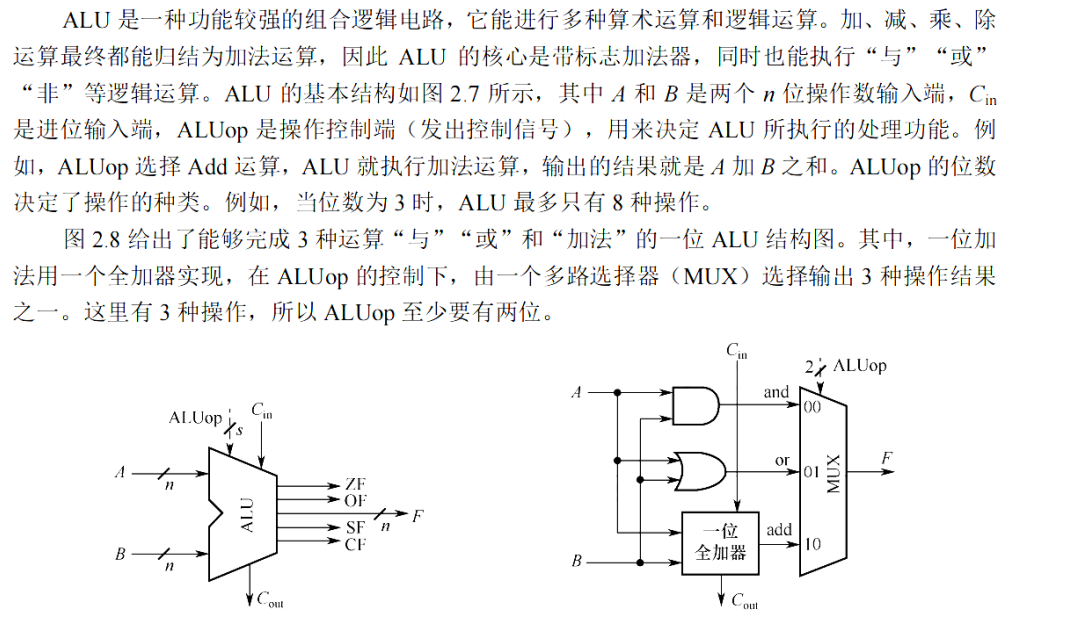 ALU 是一种功能较强的组合逻辑电路，它能进行多种算术运算和逻辑运算。加、减、乘、除
运算最终都能归结为加法运算，因此 ALU 的核心是带标志加法器，同时也能执行“与”“或”
“非”等逻辑运算。ALU 的基本结构如图 2.7 所示，其中 A 和 B 是两个 n 位操作数输入端，Cin
是进位输入端，ALUop 是操作控制端（发出控制信号），用来决定 ALU 所执行的处理功能。例
如，ALUop 选择 Add 运算，ALU 就执行加法运算，输出的结果就是 A 加 B 之和。ALUop 的位数
决定了操作的种类。例如，当位数为 3 时，ALU 最多只有 8 种操作。
图 2.8 给出了能够完成 3 种运算“与”“或”和“加法”的一位 ALU 结构图。其中，一位加
法用一个全加器实现，在 ALUop 的控制下，由一个多路选择器（MUX）选择输出 3 种操作结果
之一。这里有 3 种操作，所以 ALUop 至少要有两位。
ALUop
s
Cin
A
n
B
n
ALU
ZF
OF
F
n
SF
CF
Cout
Cin
2
ALUop
A
and
00
or
01
MUX
F
一位
全加器
add
10
B
Cout